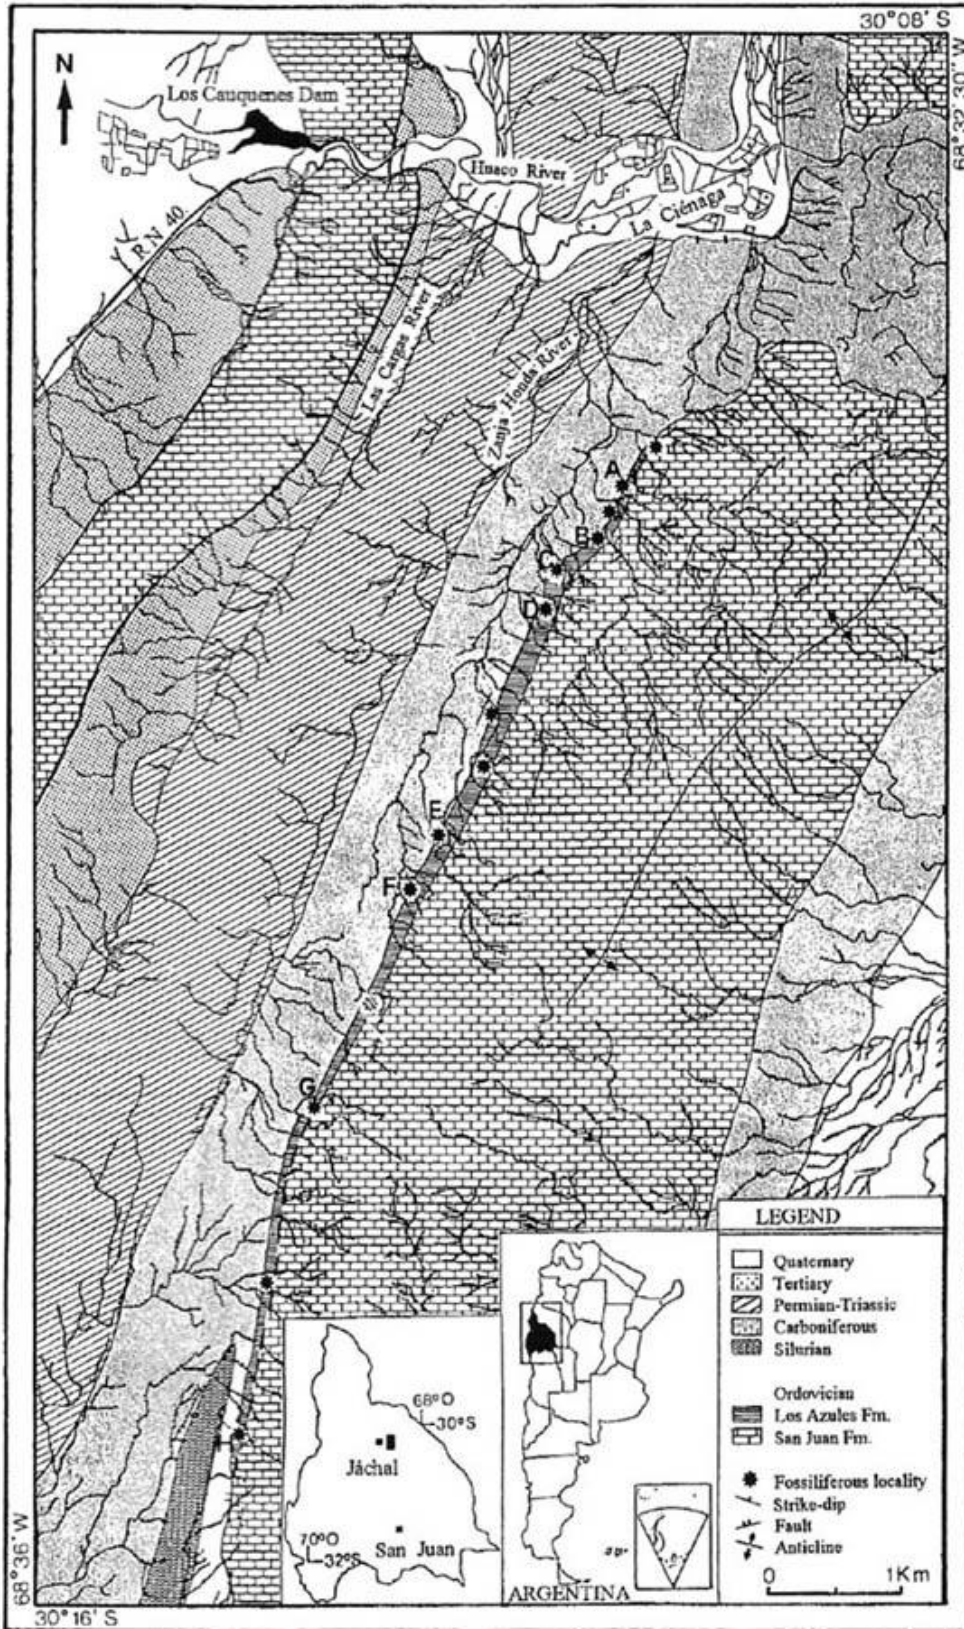 30°08' S
68°32' 30" W
N
Los Cauquenes Dam
Huaco River
La Ciénaga
R N 40
Las Carpas River
Zanja Honda River
A
B
C
D
E
F
G
LEGEND
Quaternary
Tertiary
Permian-Triassic
Carboniferous
Silurian
Ordovician
Los Azules Fm.
San Juan Fm.
Fossiliferous locality
Strike-dip
Fault
Anticline
0 1Km
68°O
30°S
Jáchal
70°O
32°S
San Juan
ARGENTINA
68°36' W
30°16' S